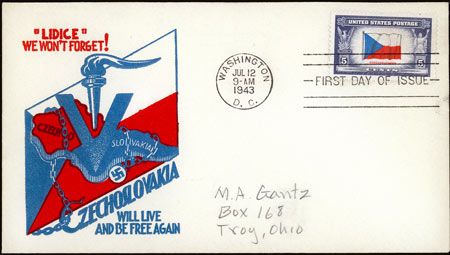 "LIDICE"
WE WON'T FORGET!
V
CZECHO
SLOVAKIA
CZECHOSLOVAKIA
WILL LIVE
AND BE FREE AGAIN
WASHINGTON
JUL 12
9-AM
1943
D. C.
FIRST DAY OF ISSUE
UNITED STATES POSTAGE
5 5
M.A. Gantz
Box 168
Troy, Ohio